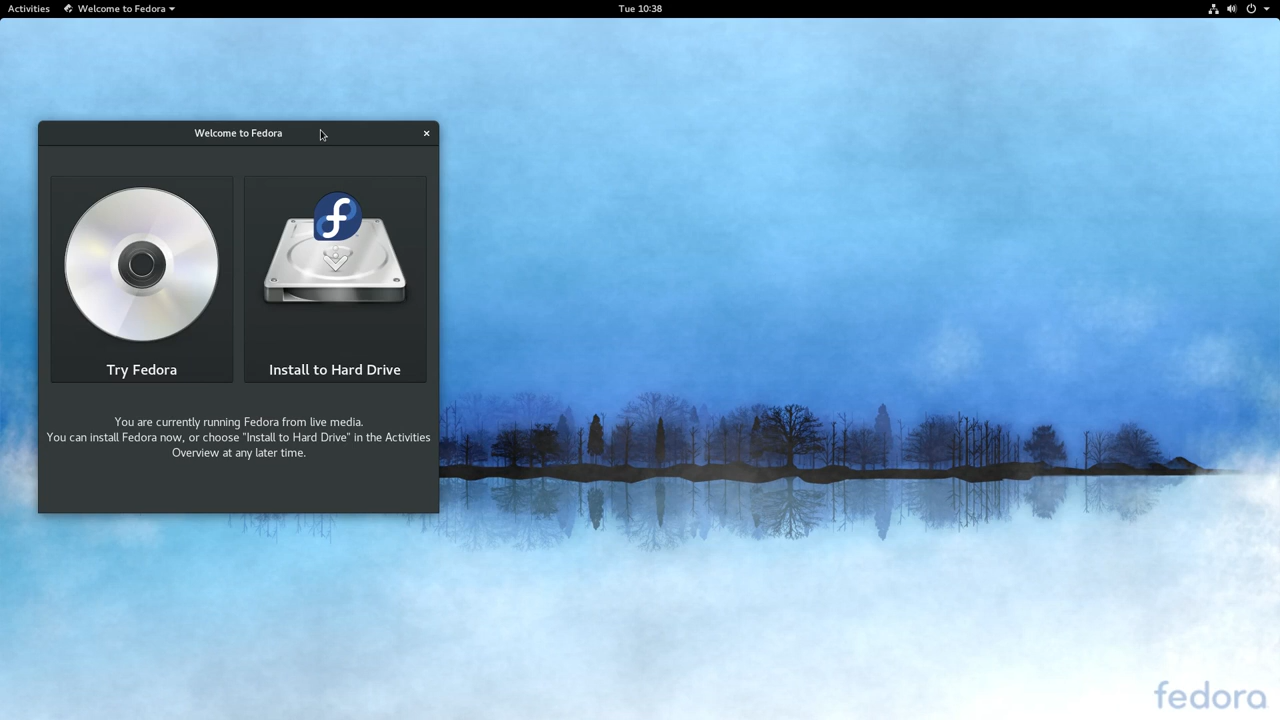 Activities
Welcome to Fedora
Tue 10:38
Welcome to Fedora
Try Fedora
Install to Hard Drive
You are currently running Fedora from live media.
You can install Fedora now, or choose "Install to Hard Drive" in the Activities
Overview at any later time.
fedora